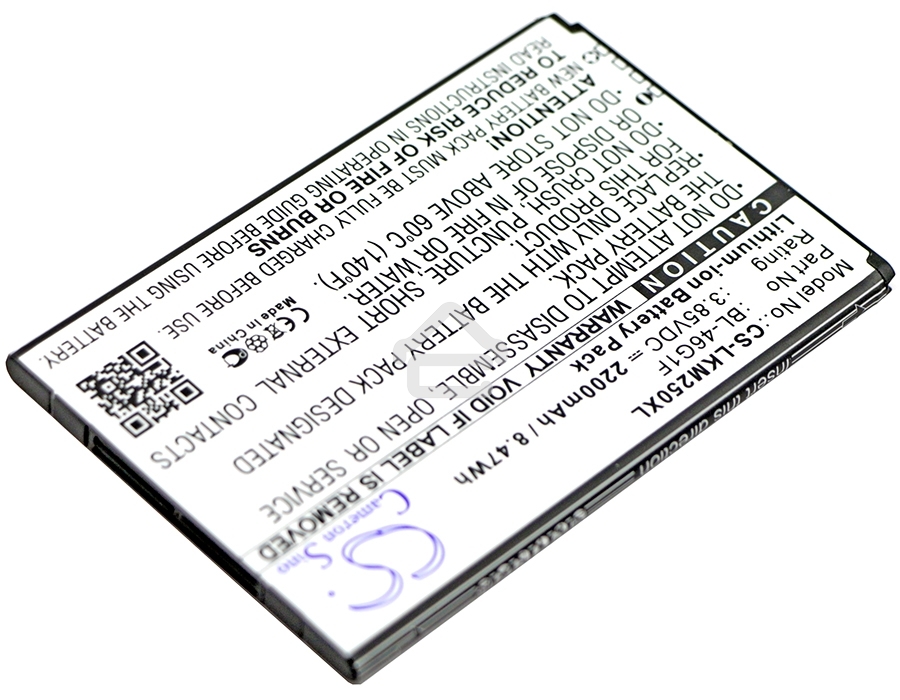 Insert this direction
Model No.: CS-LKM250XL
Part No.: BL-46G1F
Rating: 3.85VDC ⎓ 2200mAh / 8.47Wh
Lithium-ion Battery Pack
CAUTION WARRANTY VOID IF LABEL IS REMOVED
•DO NOT ATTEMPT TO DISASSEMBLE OPEN OR SERVICE
THE BATTERY PACK.
•REPLACE ONLY WITH THE BATTERY PACK DESIGNATED
FOR THIS PRODUCT.
•DO NOT CRUSH, PUNCTURE, SHORT EXTERNAL CONTACTS
OR DISPOSE OF IN FIRE OR WATER.
•DO NOT STORE ABOVE 60°C (140°F).
ATTENTION!
NEW BATTERY PACK MUST BE FULLY CHARGED BEFORE USE.
TO REDUCE RISK OF FIRE OR BURNS
READ INSTRUCTIONS IN OPERATING GUIDE BEFORE USING THE BATTERY.
CE
Made in China
CS
Cameron Sino